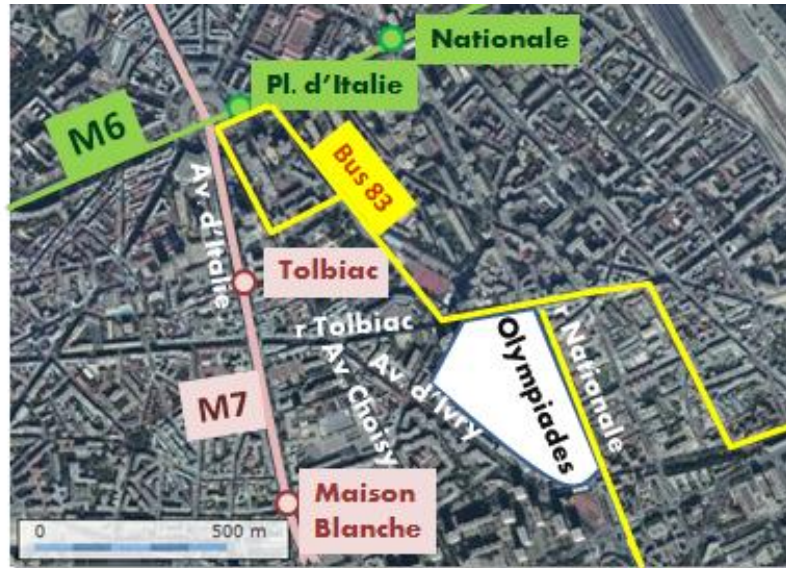 Nationale
Pl. d'Italie
M6
Bus 83
Av d'Italie
Tolbiac
r Tolbiac
Olympiades
r Nationale
Av. d'Ivry
Av Choisy
M7
Maison
Blanche
0 500 m